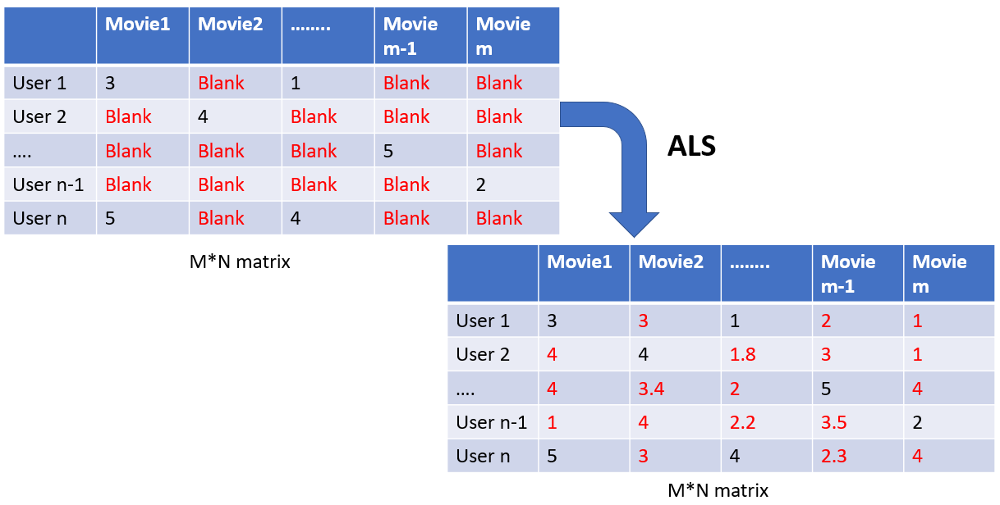 Movie1 Movie2 ........ Movie m-1 Movie m
User 1 3 Blank 1 Blank Blank
User 2 Blank 4 Blank Blank Blank
.... Blank Blank Blank 5 Blank
User n-1 Blank Blank Blank Blank 2
User n 5 Blank 4 Blank Blank
M*N matrix
ALS
Movie1 Movie2 ........ Movie m-1 Movie m
User 1 3 3 1 2 1
User 2 4 4 1.8 3 1
.... 4 3.4 2 5 4
User n-1 1 4 2.2 3.5 2
User n 5 3 4 2.3 4
M*N matrix